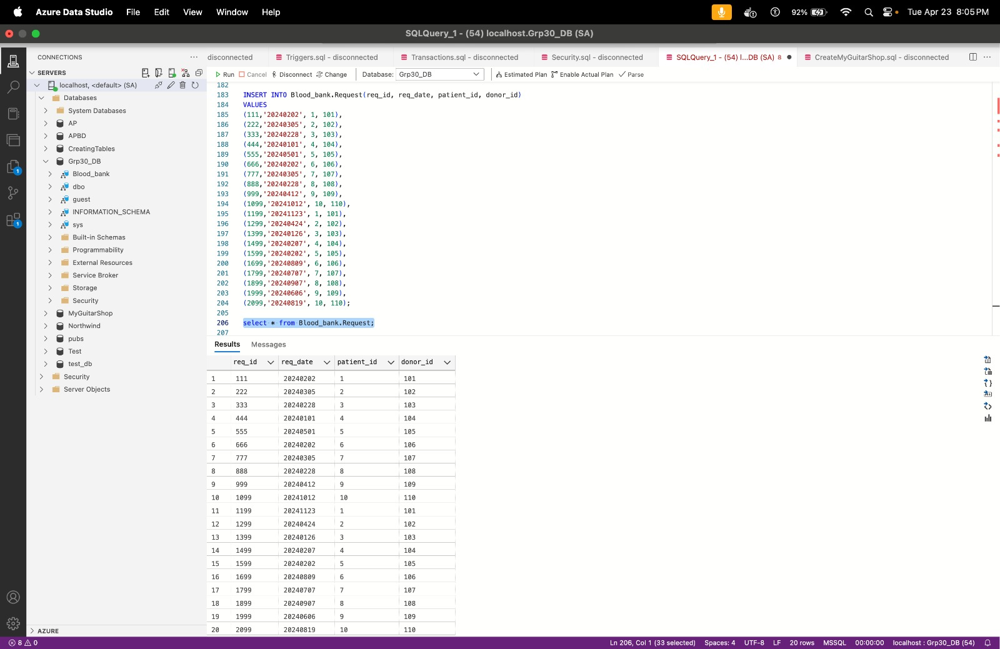 Azure Data Studio File Edit View Window Help 92% Tue Apr 23 8:05 PM
SQLQuery_1 - (54) localhost.Grp30_DB (SA)
CONNECTIONS
SERVERS
localhost, <default> (SA)
Databases
System Databases
AP
APBD
CreatingTables
Grp30_DB
Blood_bank
dbo
guest
INFORMATION_SCHEMA
sys
Built-in Schemas
Programmability
External Resources
Service Broker
Storage
Security
MyGuitarShop
Northwind
pubs
Test
test_db
Security
Server Objects
AZURE
1
1
disconnected Triggers.sql - disconnected Transactions.sql - disconnected Security.sql - disconnected SQLQuery_1 - (54) l...DB (SA) 8 CreateMyGuitarShop.sql - disconnected
Run Cancel Disconnect Change Database: Grp30_DB Estimated Plan Enable Actual Plan Parse
182
183 INSERT INTO Blood_bank.Request(req_id, req_date, patient_id, donor_id)
184 VALUES
185 (111,'20240202', 1, 101),
186 (222,'20240305', 2, 102),
187 (333,'20240228', 3, 103),
188 (444,'20240101', 4, 104),
189 (555,'20240501', 5, 105),
190 (666,'20240202', 6, 106),
191 (777,'20240305', 7, 107),
192 (888,'20240228', 8, 108),
193 (999,'20240412', 9, 109),
194 (1099,'20241012', 10, 110),
195 (1199,'20241123', 1, 101),
196 (1299,'20240424', 2, 102),
197 (1399,'20240126', 3, 103),
198 (1499,'20240207', 4, 104),
199 (1599,'20240202', 5, 105),
200 (1699,'20240809', 6, 106),
201 (1799,'20240707', 7, 107),
202 (1899,'20240907', 8, 108),
203 (1999,'20240606', 9, 109),
204 (2099,'20240819', 10, 110);
205
206 select * from Blood_bank.Request;
207
Results Messages
req_id req_date patient_id donor_id
1 111 20240202 1 101
2 222 20240305 2 102
3 333 20240228 3 103
4 444 20240101 4 104
5 555 20240501 5 105
6 666 20240202 6 106
7 777 20240305 7 107
8 888 20240228 8 108
9 999 20240412 9 109
10 1099 20241012 10 110
11 1199 20241123 1 101
12 1299 20240424 2 102
13 1399 20240126 3 103
14 1499 20240207 4 104
15 1599 20240202 5 105
16 1699 20240809 6 106
17 1799 20240707 7 107
18 1899 20240907 8 108
19 1999 20240606 9 109
20 2099 20240819 10 110
8 0 Ln 206, Col 1 (33 selected) Spaces: 4 UTF-8 LF 20 rows MSSQL 00:00:00 localhost : Grp30_DB (54)